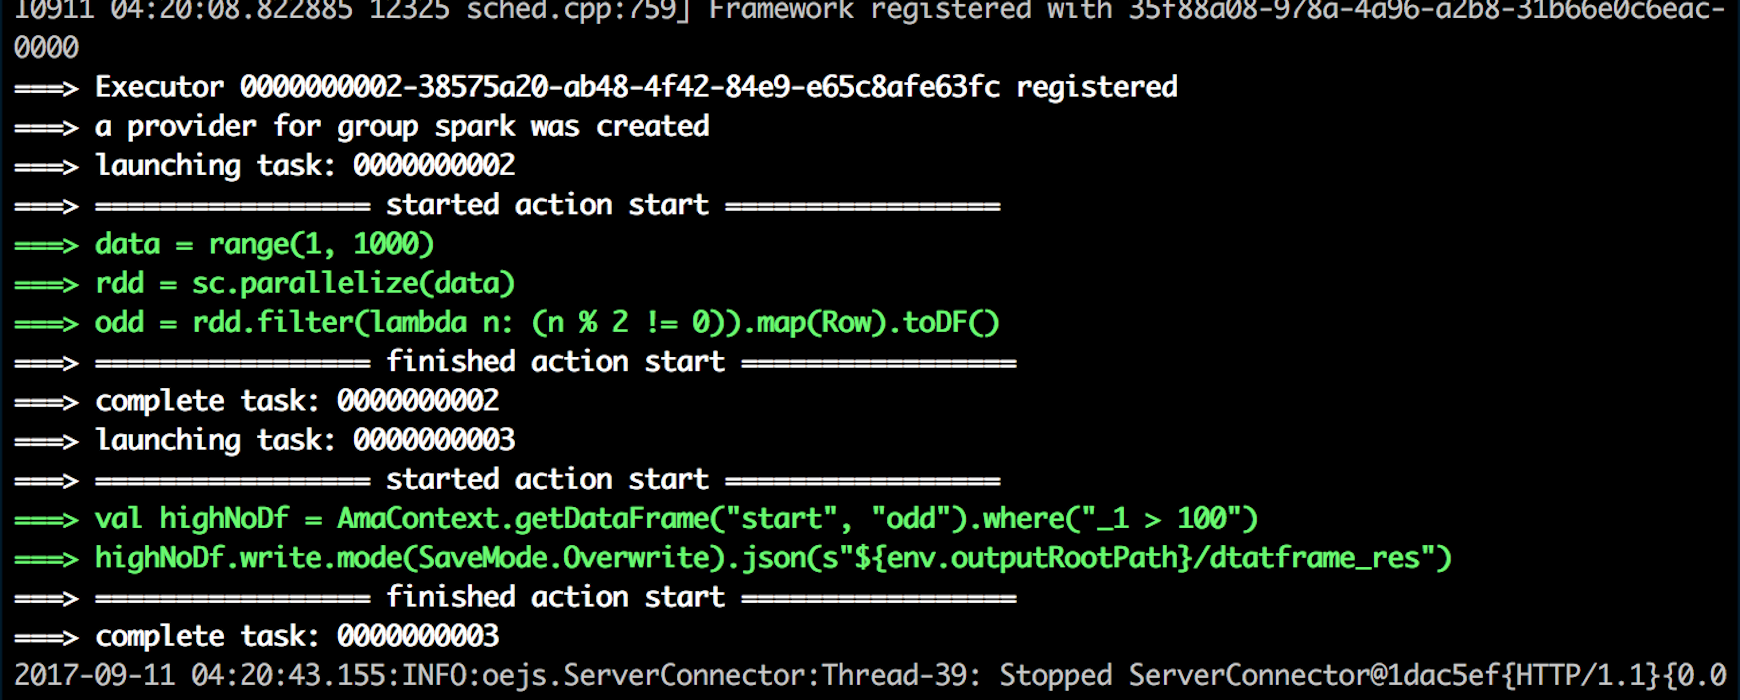 I0911 04:20:08.822885 12325 sched.cpp:759] Framework registered with 35f88a08-978a-4a96-a2b8-31b66e0c6eac-
0000
===> Executor 0000000002-38575a20-ab48-4f42-84e9-e65c8afe63fc registered
===> a provider for group spark was created
===> launching task: 0000000002
===> ================= started action start =================
===> data = range(1, 1000)
===> rdd = sc.parallelize(data)
===> odd = rdd.filter(lambda n: (n % 2 != 0)).map(Row).toDF()
===> ================= finished action start =================
===> complete task: 0000000002
===> launching task: 0000000003
===> ================= started action start =================
===> val highNoDf = AmaContext.getDataFrame("start", "odd").where("_1 > 100")
===> highNoDf.write.mode(SaveMode.Overwrite).json(s"${env.outputRootPath}/dtatframe_res")
===> ================= finished action start =================
===> complete task: 0000000003
2017-09-11 04:20:43.155:INFO:oejs.ServerConnector:Thread-39: Stopped ServerConnector@1dac5ef{HTTP/1.1}{0.0